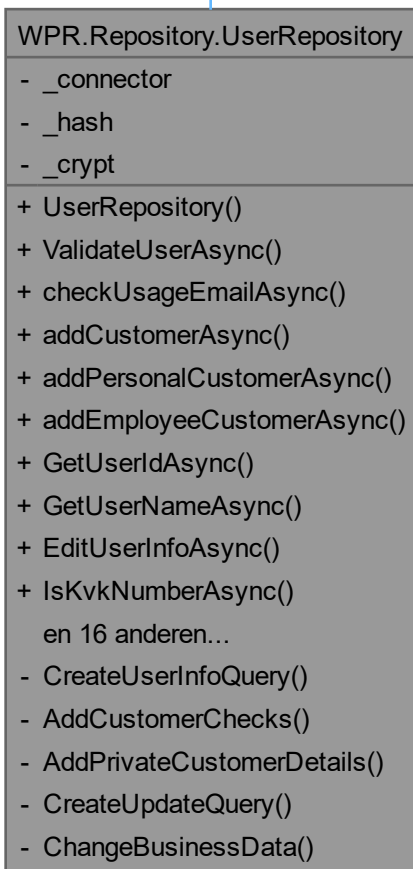 WPR.Repository.UserRepository
- _connector
- _hash
- _crypt
+ UserRepository()
+ ValidateUserAsync()
+ checkUsageEmailAsync()
+ addCustomerAsync()
+ addPersonalCustomerAsync()
+ addEmployeeCustomerAsync()
+ GetUserIdAsync()
+ GetUserNameAsync()
+ EditUserInfoAsync()
+ IsKvkNumberAsync()
en 16 anderen...
- CreateUserInfoQuery()
- AddCustomerChecks()
- AddPrivateCustomerDetails()
- CreateUpdateQuery()
- ChangeBusinessData()